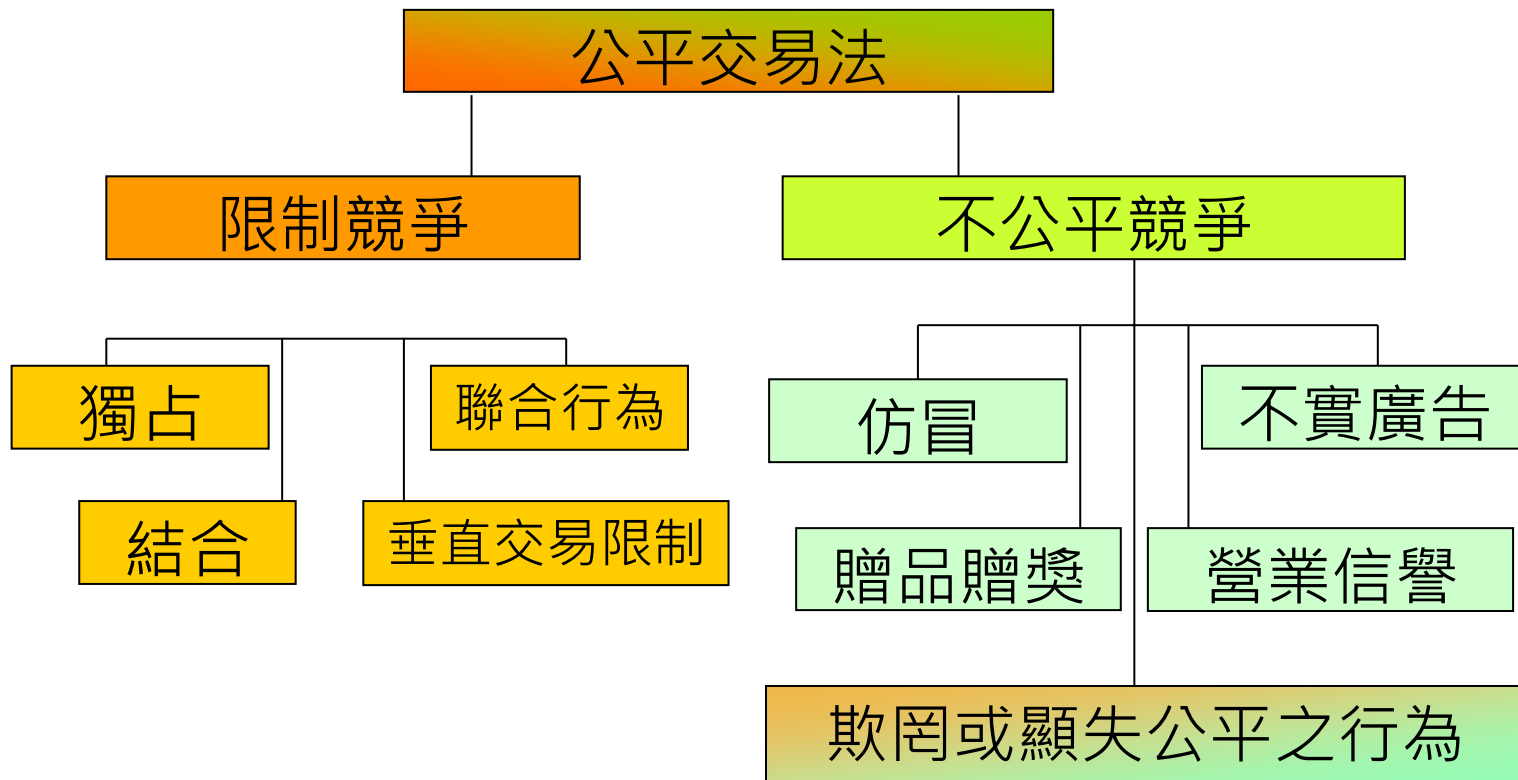 公平交易法
限制競爭
不公平競爭
獨占
聯合行為
結合
垂直交易限制
仿冒
不實廣告
贈品贈獎
營業信譽
欺罔或顯失公平之行為